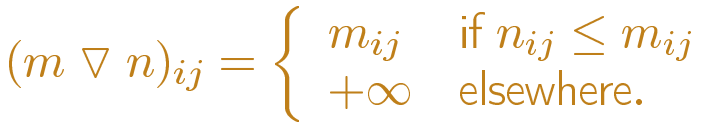 (m ▽ n)ij = { mij if nij ≤ mij
+∞ elsewhere.